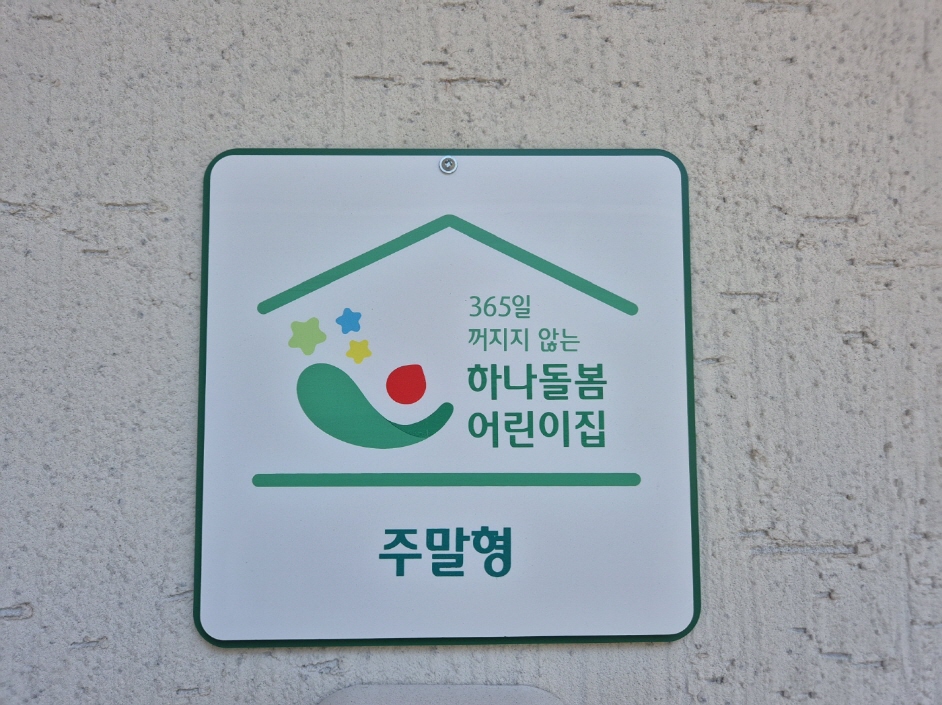 365일
꺼지지 않는
하나돌봄
어린이집
주말형